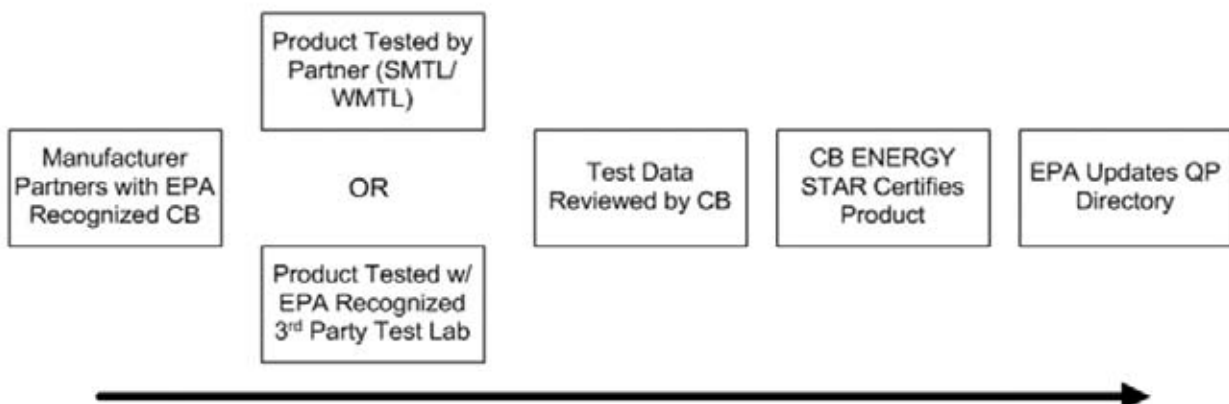 Manufacturer
Partners with EPA
Recognized CB
Product Tested by
Partner (SMTL/
WMTL)
OR
Product Tested w/
EPA Recognized
3rd Party Test Lab
Test Data
Reviewed by CB
CB ENERGY
STAR Certifies
Product
EPA Updates QP
Directory